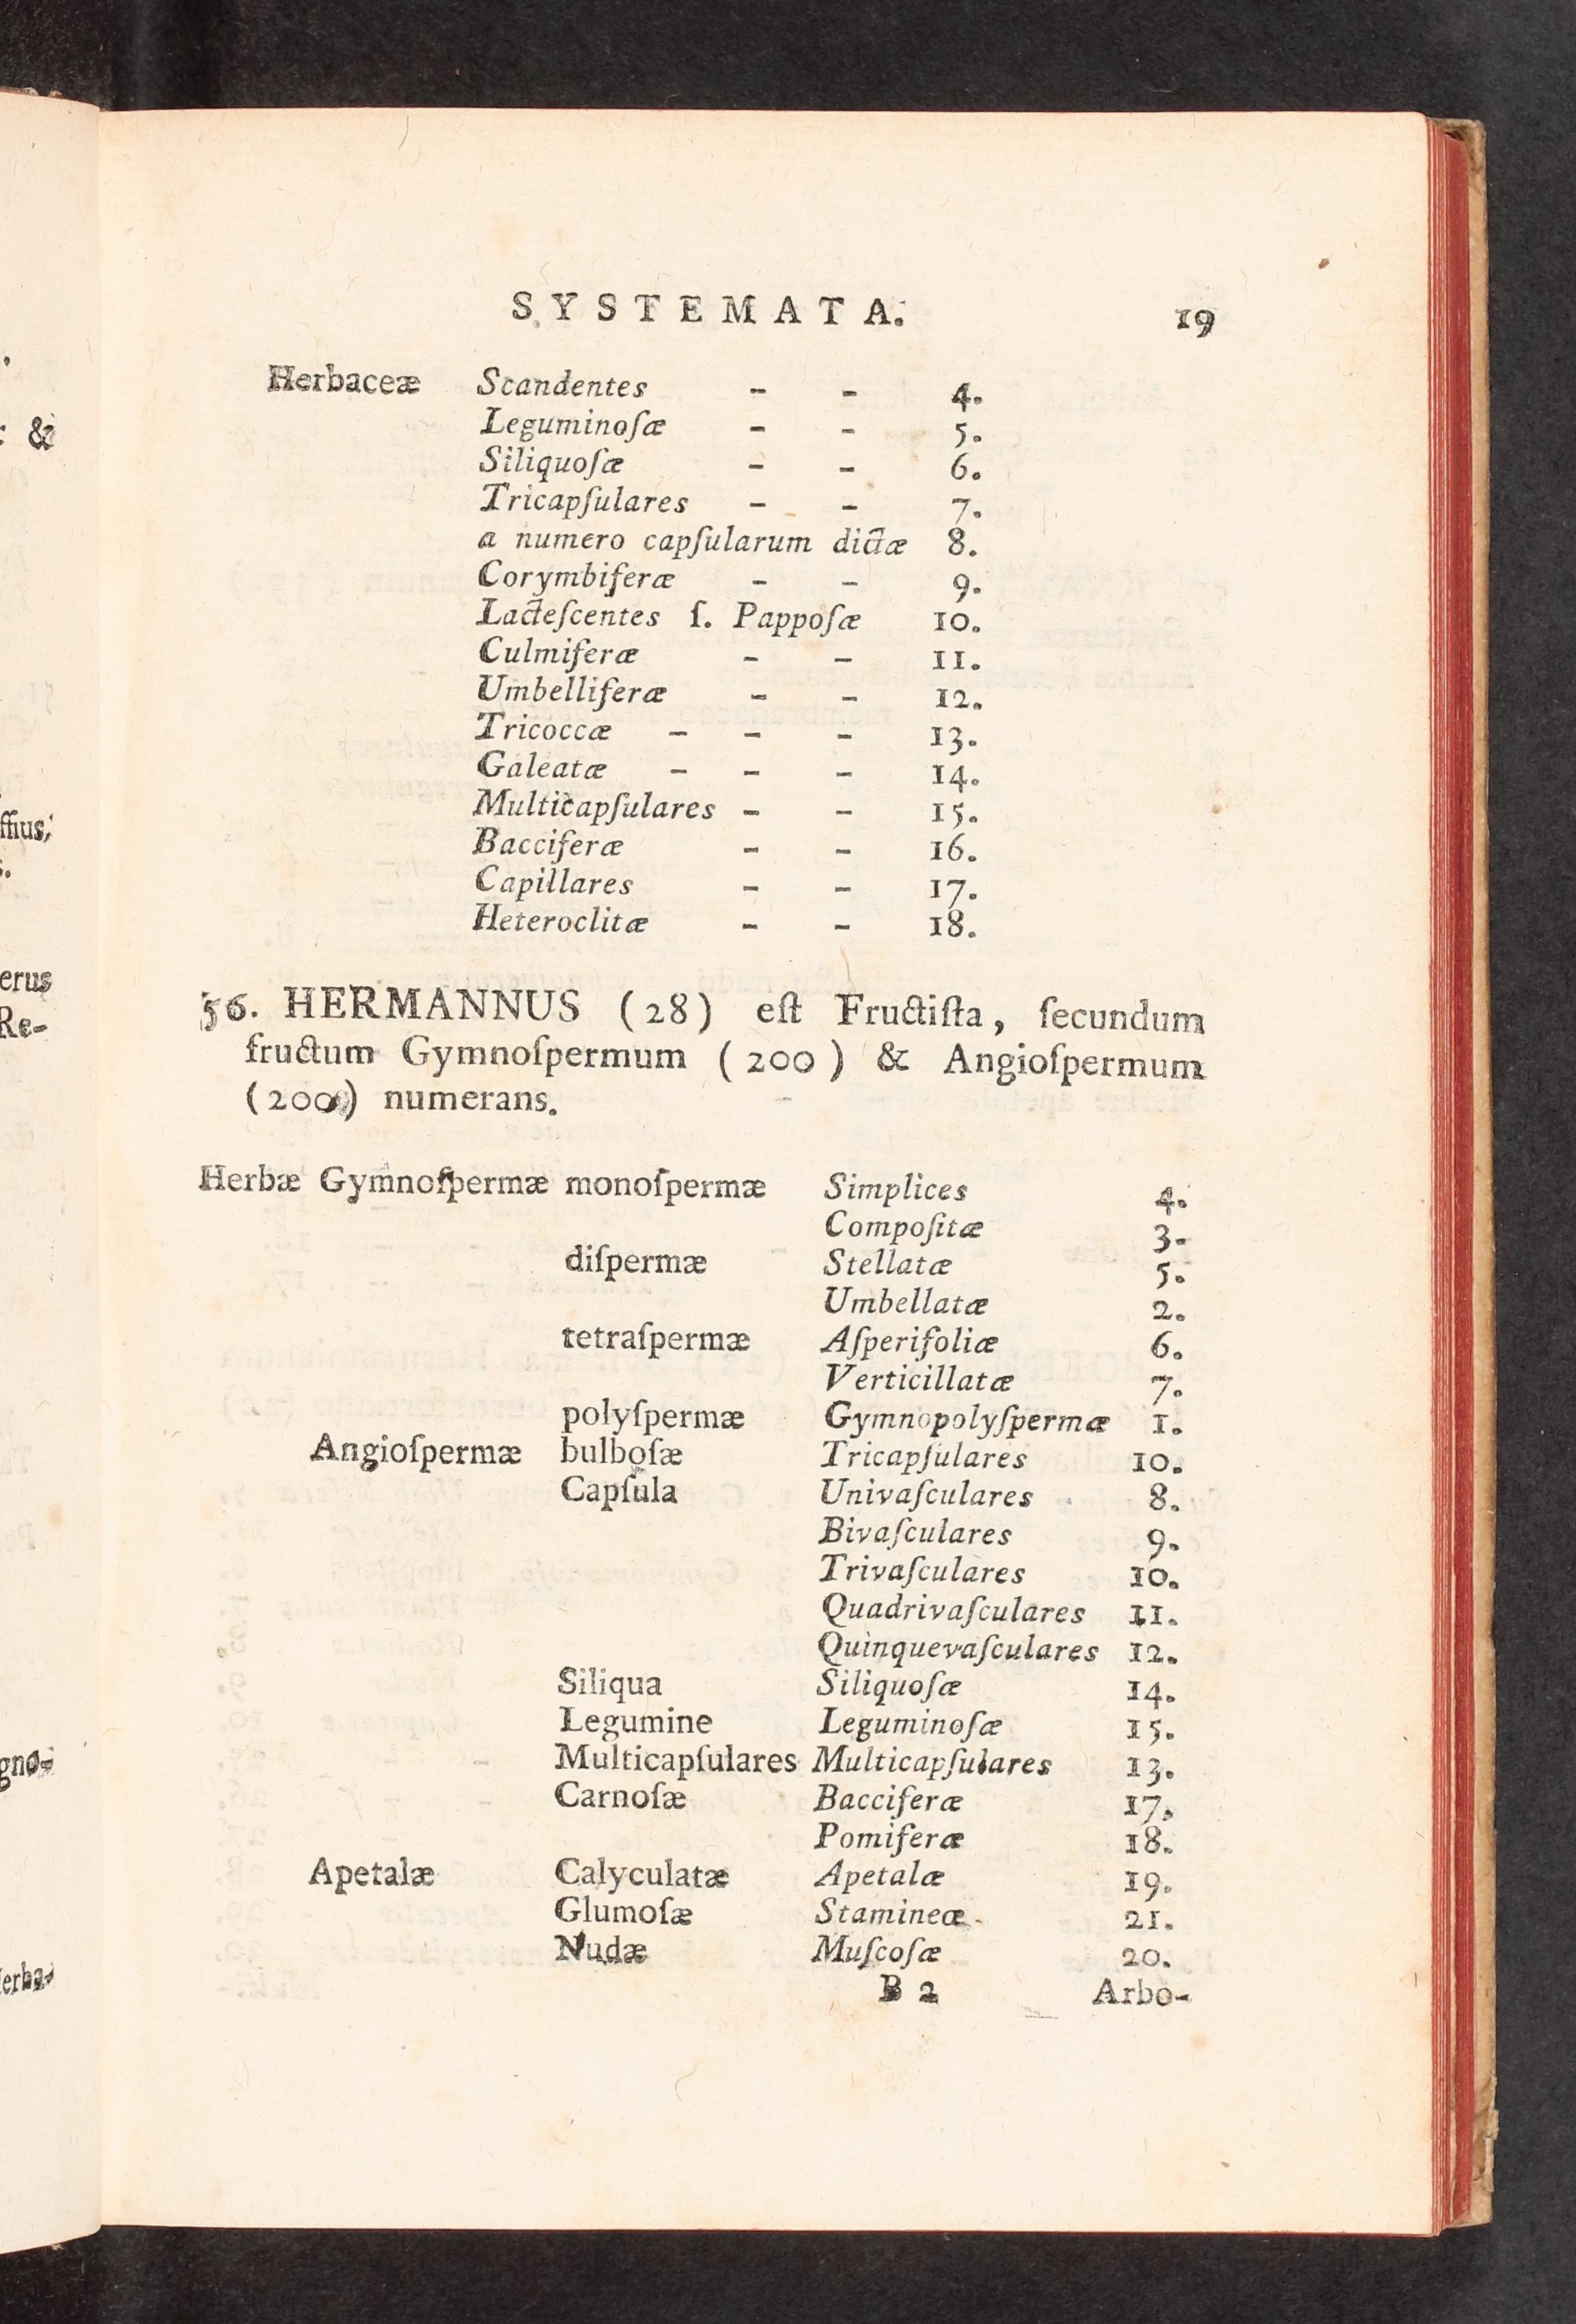 SYSTEMATA. 19
Herbaceæ Scandentes - - 4.
Leguminoſæ - - 5.
Siliquoſæ - - 6.
Tricapſulares - - 7.
a numero capſularum dictæ 8.
Corymbiferæ - - 9.
Lacteſcentes ſ. Pappoſæ 10.
Culmiferæ - - 11.
Umbelliferæ - - 12.
Tricoccæ - - - 13.
Galeatæ - - - 14.
Multicapſulares - - 15.
Bacciferæ - - 16.
Capillares - - 17.
Heteroclitæ - - 18.
56. HERMANNUS (28) eſt Fructiſta, ſecundum
fructum Gymnoſpermum (200) & Angioſpermum
(200) numerans.
Herbæ Gymnoſpermæ monoſpermæ Simplices 4.
Compoſitæ 3.
diſpermæ Stellatæ 5.
Umbellatæ 2.
tetraſpermæ Aſperifoliæ 6.
Verticillatæ 7.
polyſpermæ Gymnopolyſpermæ 1.
Angioſpermæ bulboſæ Tricapſulares 10.
Capſula Univaſculares 8.
Bivaſculares 9.
Trivaſculares 10.
Quadrivaſculares 11.
Quinquevaſculares 12.
Siliqua Siliquoſæ 14.
Legumine Leguminoſæ 15.
Multicapſulares Multicapſulares 13.
Carnoſæ Bacciferæ 17.
Pomiferæ 18.
Apetalæ Calyculatæ Apetalæ 19.
Glumoſæ Stamineæ 21.
Nudæ Muſcoſæ 20.
B 2 Arbo-
&
erus
Re-